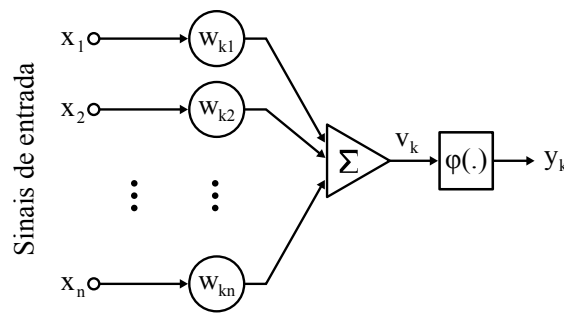 Sinais de entrada
x1
wk1
x2
wk2
xn
wkn
Σ
vk
φ(.)
yk